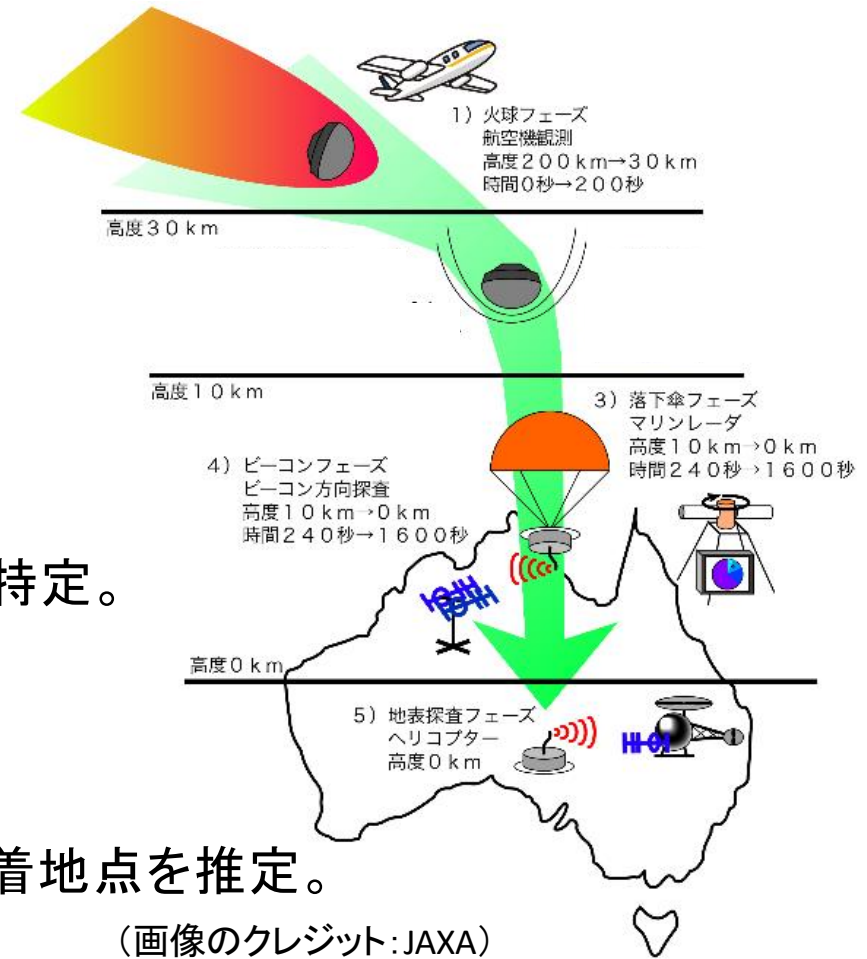 1）火球フェーズ
航空機観測
高度２００ｋｍ→30ｋｍ
時間0秒→２００秒
高度３０ｋｍ
高度１０ｋｍ
3）落下傘フェーズ
マリンレーダ
高度10ｋｍ→0ｋｍ
時間２４０秒→１６００秒
4）ビーコンフェーズ
ビーコン方向探査
高度10ｋｍ→0ｋｍ
時間２４０秒→１６００秒
特定。
高度０ｋｍ
5）地表探査フェーズ
ヘリコプター
高度０ｋｍ
着地点を推定。
（画像のクレジット：JAXA）